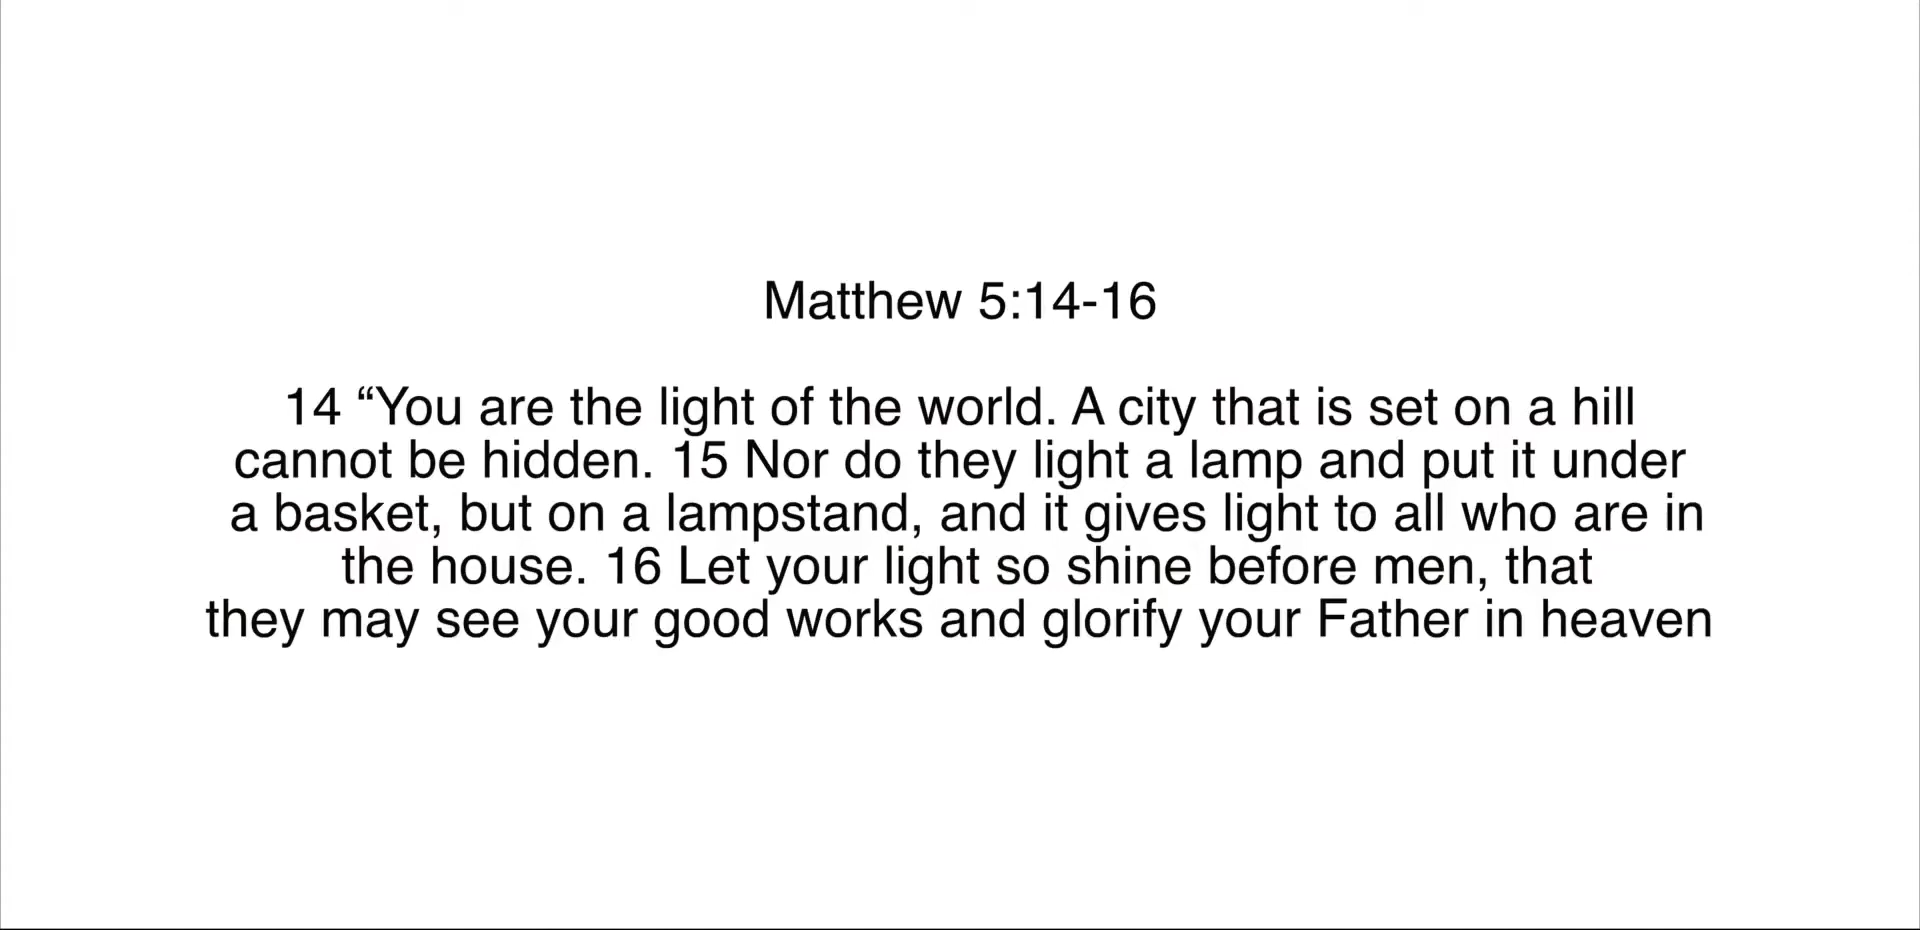 Matthew 5:14-16
14 “You are the light of the world. A city that is set on a hill
cannot be hidden. 15 Nor do they light a lamp and put it under
a basket, but on a lampstand, and it gives light to all who are in
the house. 16 Let your light so shine before men, that
they may see your good works and glorify your Father in heaven